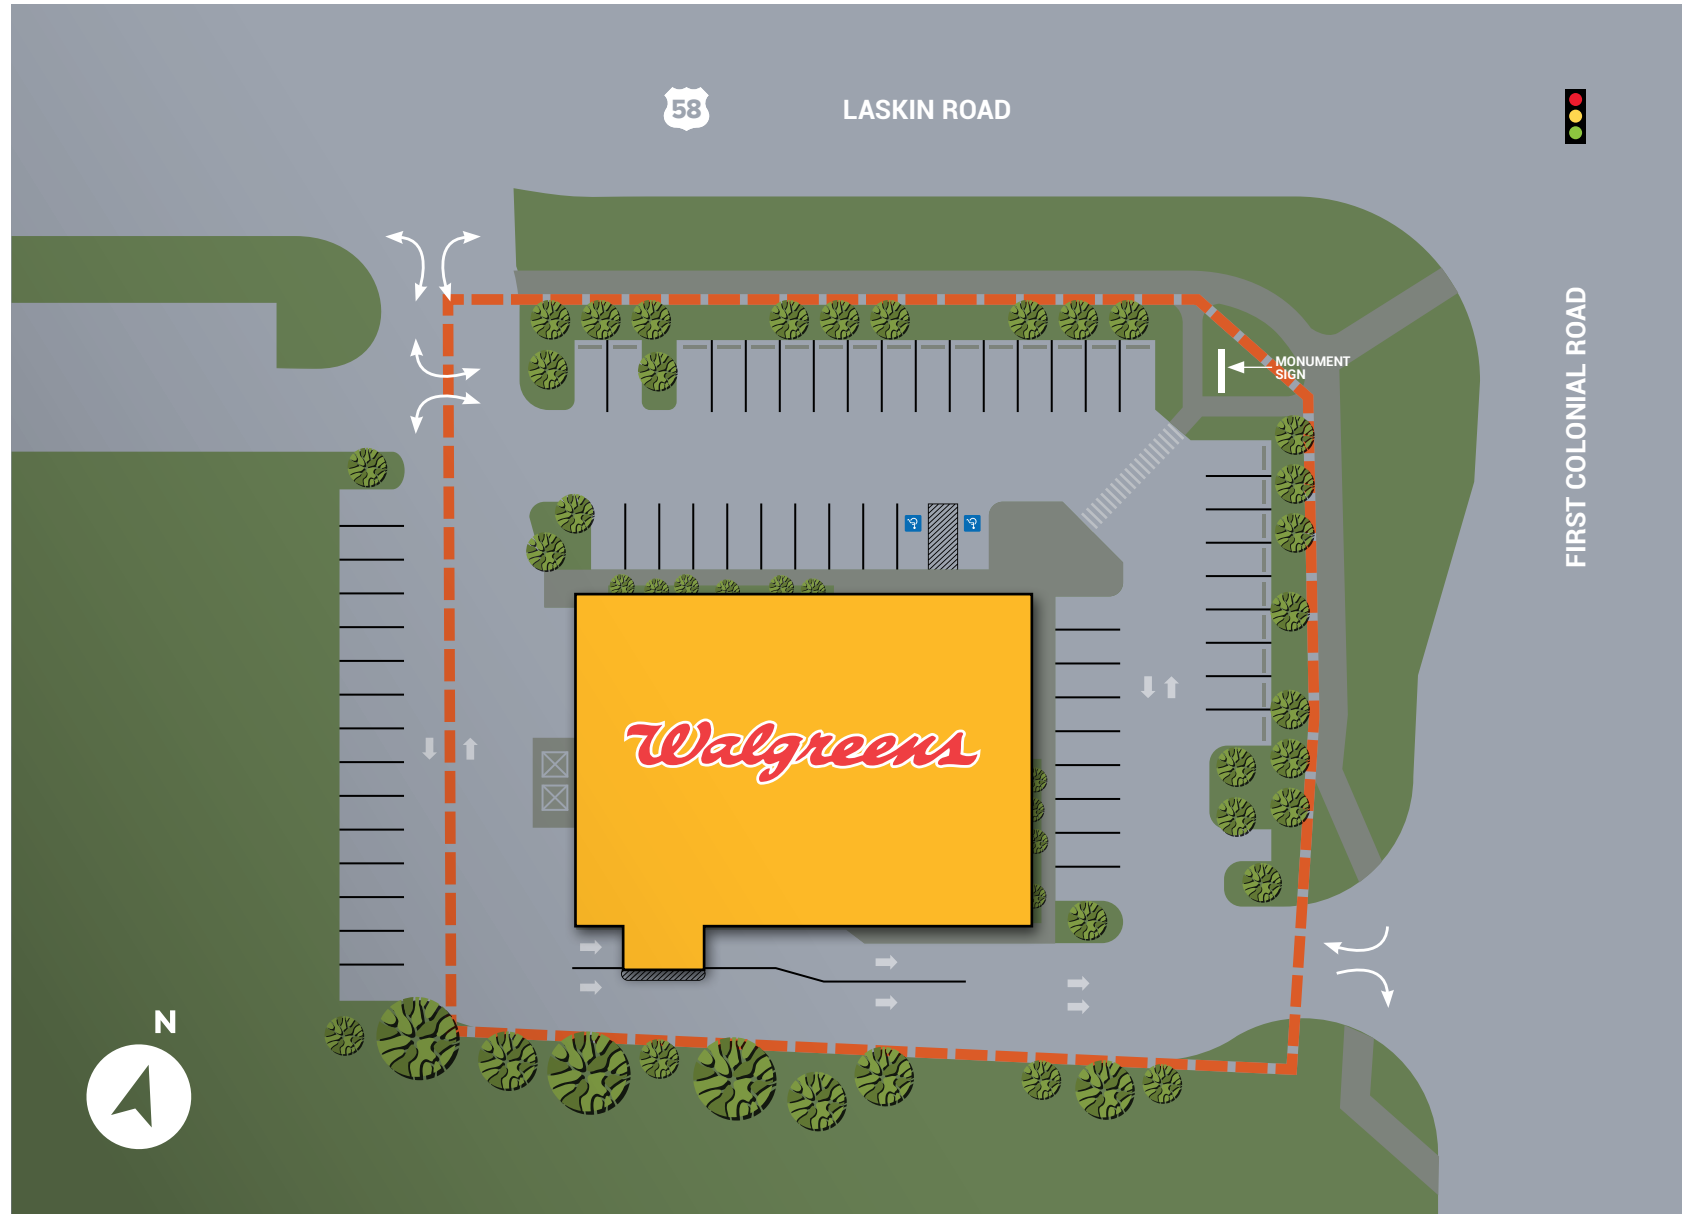 58
LASKIN ROAD
FIRST COLONIAL ROAD
MONUMENT
SIGN
Walgreens
N